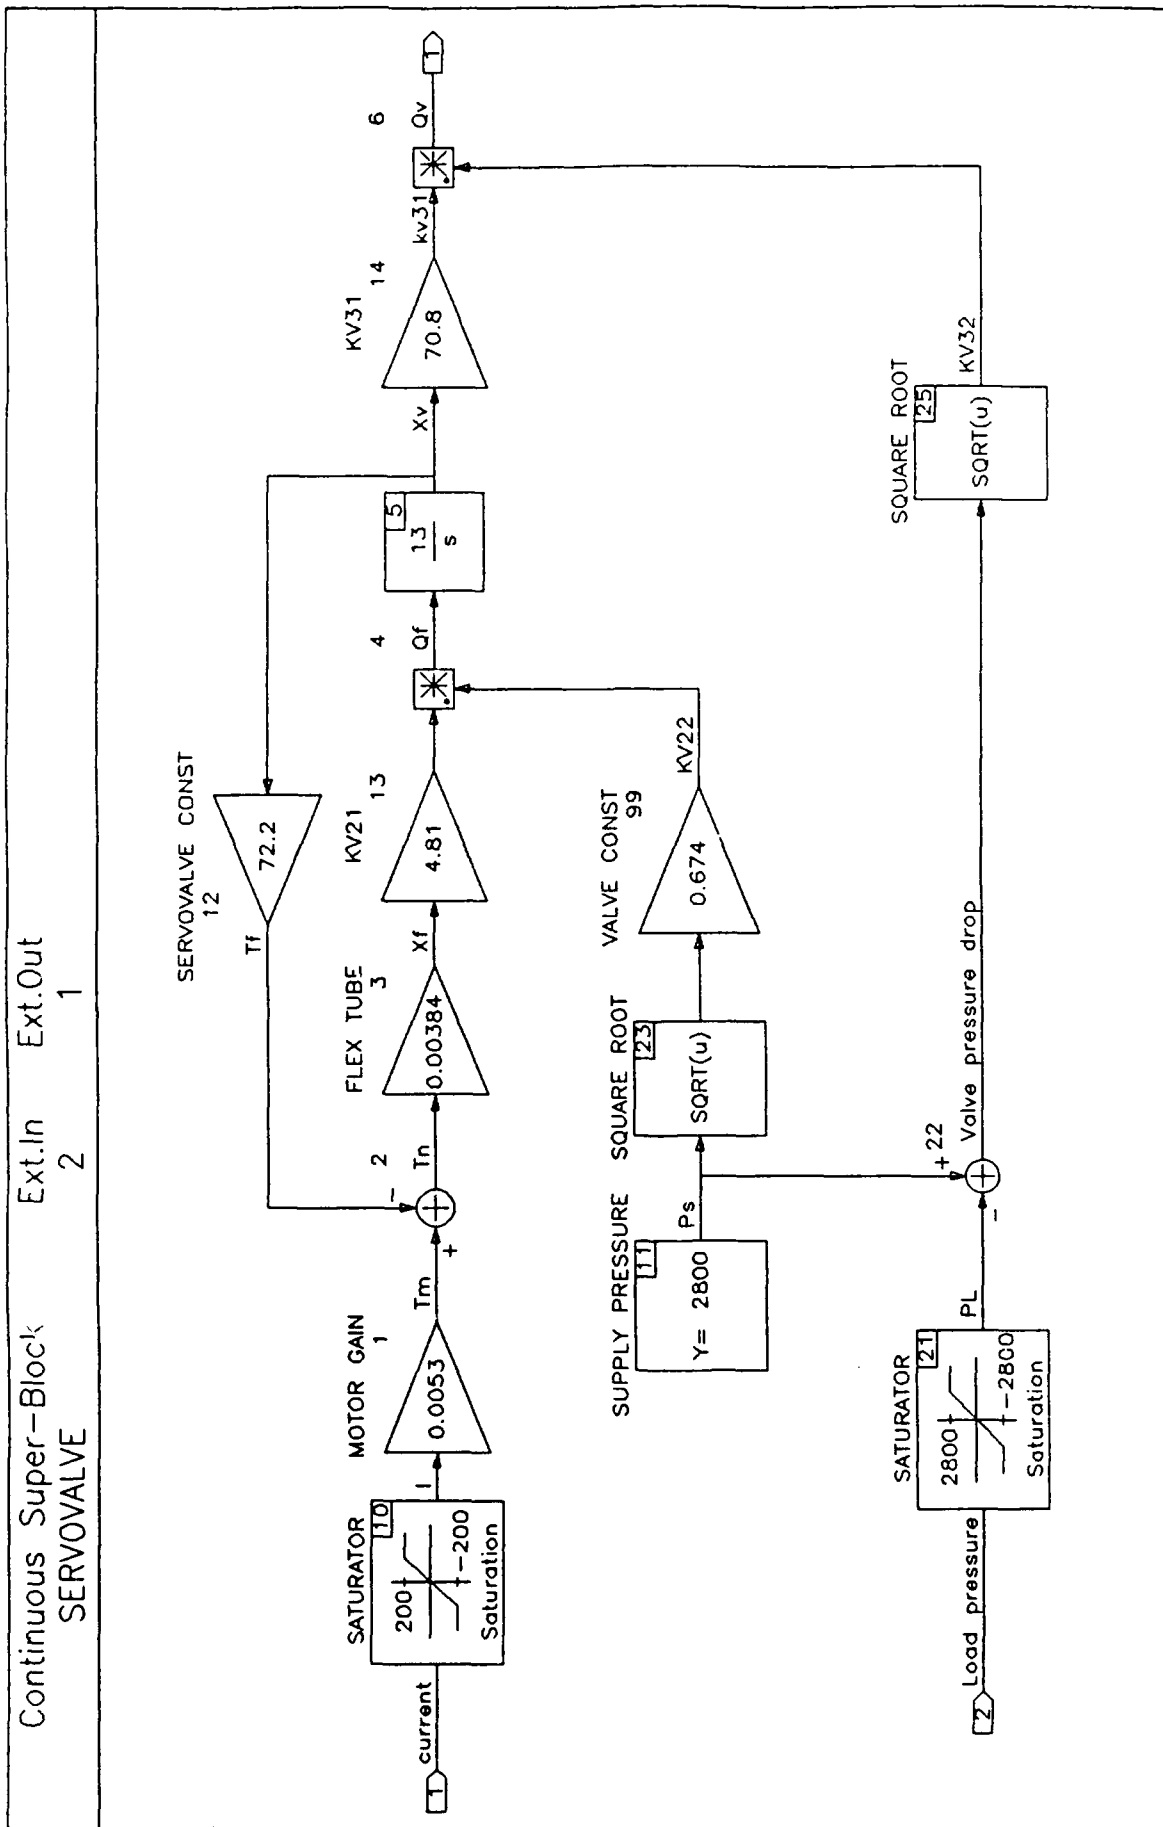 Continuous Super-Block Ext.In Ext.Out
SERVOVALVE 2 1
1
current
SATURATOR
10
200
-200
Saturation
I
MOTOR GAIN
1
0.0053
Tm
+
-
2
Tn
FLEX TUBE
3
0.00384
Xf
KV21
13
4.81
4
Qf
5
13
s
Xv
KV31
14
70.8
kv31
6
Qv
1
SERVOVALVE CONST
12
72.2
Tf
SUPPLY PRESSURE
11
Y= 2800
Ps
SQUARE ROOT
23
SQRT(u)
VALVE CONST
99
0.674
KV22
2
Load pressure
SATURATOR
21
2800
-2800
Saturation
PL
-
+
22
Valve pressure drop
SQUARE ROOT
25
SQRT(u)
KV32